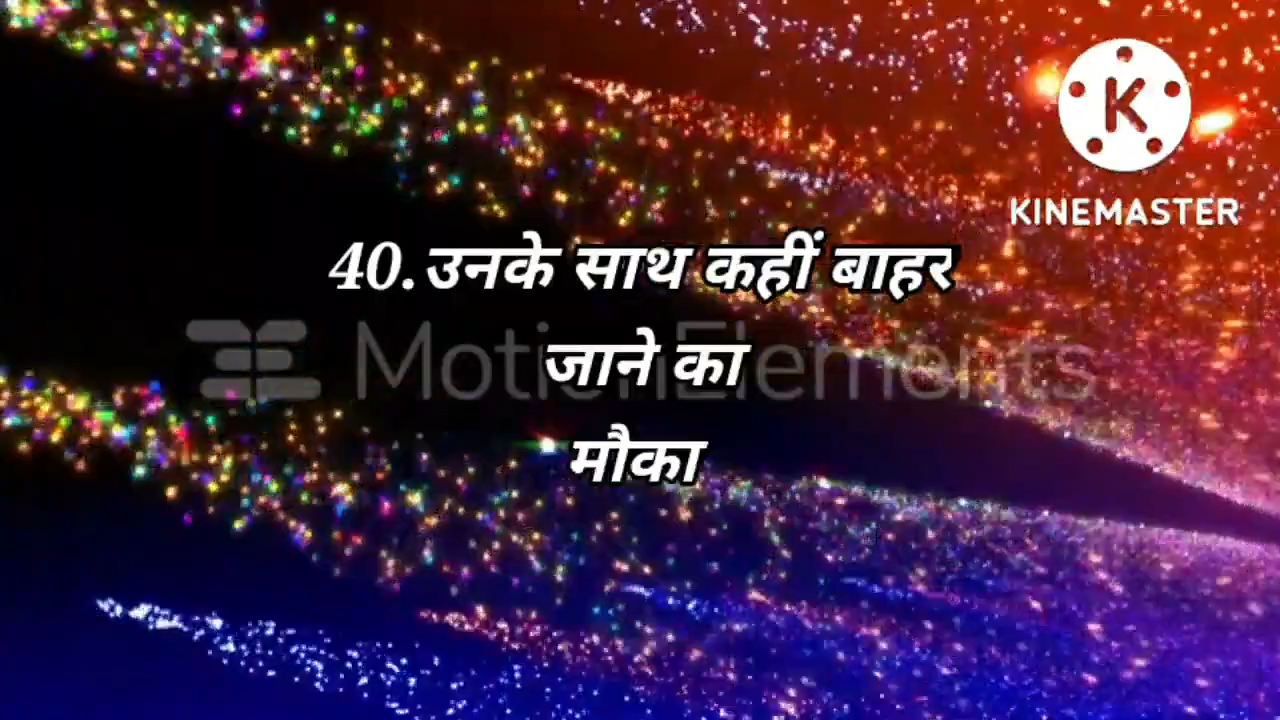 K
KINEMASTER
40.उनके साथ कहीं बाहर
जाने का
मौका
MotionElements